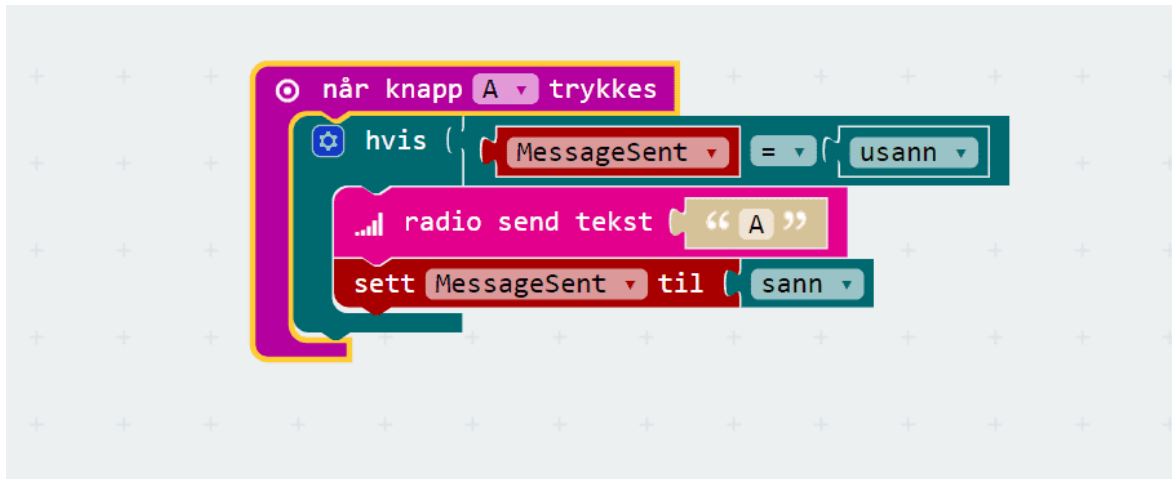 når knapp A trykkes
hvis ( MessageSent = ( usann
radio send tekst “ A ”
sett MessageSent til sann